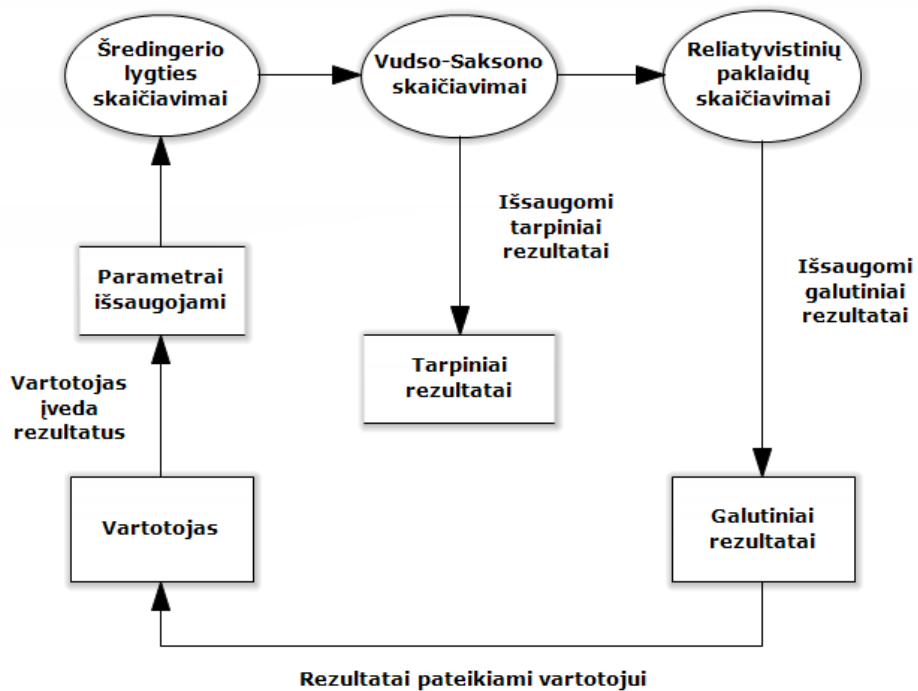 Šredingerio
lygties
skaičiavimai
Vudso-Saksono
skaičiavimai
Reliatyvistinių
paklaidų
skaičiavimai
Išsaugomi
tarpiniai
rezultatai
Išsaugomi
galutiniai
rezultatai
Parametrai
išsaugojami
Tarpiniai
rezultatai
Vartotojas
įveda
rezultatus
Vartotojas
Galutiniai
rezultatai
Rezultatai pateikiami vartotojui